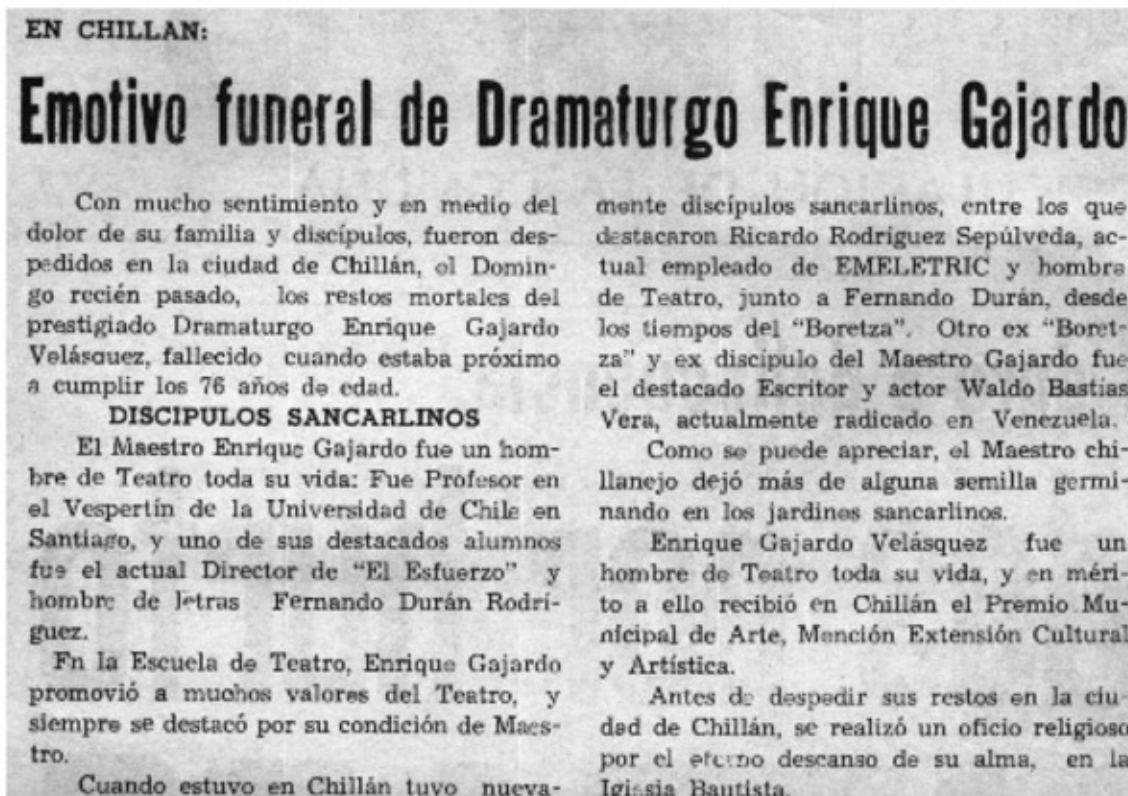 EN CHILLAN:
Emotivo funeral de Dramaturgo Enrique Gajardo
Con mucho sentimiento y en medio del
dolor de su familia y discípulos, fueron des-
pedidos en la ciudad de Chillán, el Domin-
go recién pasado, los restos mortales del
prestigiado Dramaturgo Enrique Gajardo
Velásquez, fallecido cuando estaba próximo
a cumplir los 76 años de edad.
DISCIPULOS SANCARLINOS
El Maestro Enrique Gajardo fue un hom-
bre de Teatro toda su vida: Fue Profesor en
el Vespertín de la Universidad de Chile en
Santiago, y uno de sus destacados alumnos
fue el actual Director de "El Esfuerzo" y
hombre de letras Fernando Durán Rodrí-
guez.
Fn la Escuela de Teatro, Enrique Gajardo
promovió a muchos valores del Teatro, y
siempre se destacó por su condición de Maes-
tro.
Cuando estuvo en Chillán tuvo nueva-
mente discípulos sancarlinos, entre los que
destacaron Ricardo Rodríguez Sepúlveda, ac-
tual empleado de EMELETRIC y hombre
de Teatro, junto a Fernando Durán, desde
los tiempos del "Boretza". Otro ex "Boret-
za" y ex discípulo del Maestro Gajardo fue
el destacado Escritor y actor Waldo Bastías
Vera, actualmente radicado en Venezuela.
Como se puede apreciar, el Maestro chi-
llanejo dejó más de alguna semilla germi-
nando en los jardines sancarlinos.
Enrique Gajardo Velásquez fue un
hombre de Teatro toda su vida, y en méri-
to a ello recibió en Chillán el Premio Mu-
nicipal de Arte, Mención Extensión Cultural
y Artística.
Antes de despedir sus restos en la ciu-
dad de Chillán, se realizó un oficio religioso
por el eterno descanso de su alma, en la
Iglesia Bautista.